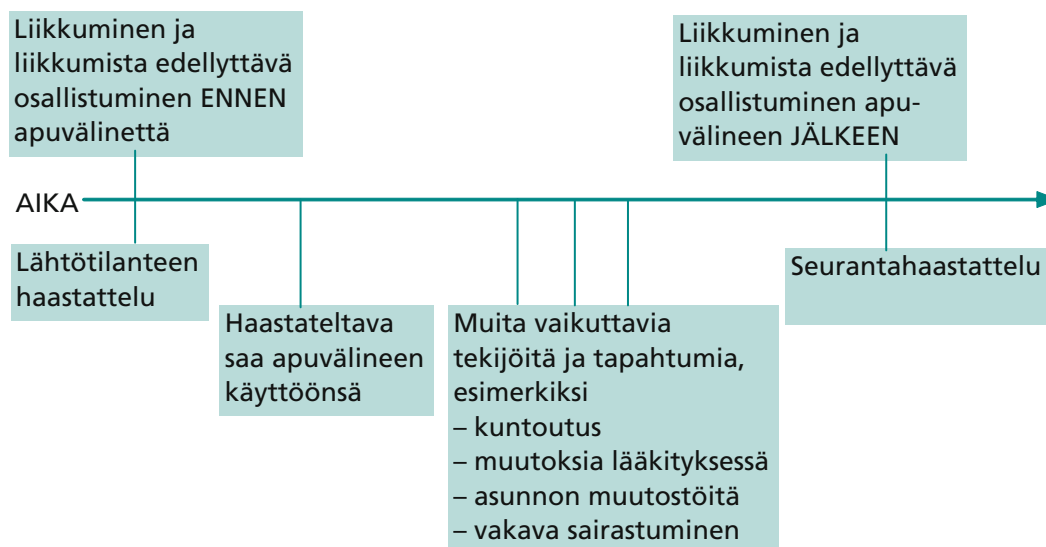 Liikkuminen ja
liikkumista edellyttävä
osallistuminen ENNEN
apuvälinettä
Liikkuminen ja
liikkumista edellyttävä
osallistuminen apu-
välineen JÄLKEEN
AIKA
Lähtötilanteen
haastattelu
Haastateltava
saa apuvälineen
käyttöönsä
Muita vaikuttavia
tekijöitä ja tapahtumia,
esimerkiksi
– kuntoutus
– muutoksia lääkityksessä
– asunnon muutostöitä
– vakava sairastuminen
Seurantahaastattelu